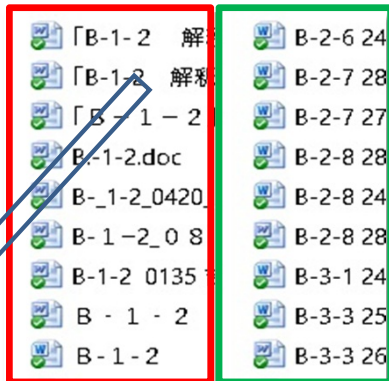 「B-1-2 解釈
「B-1-2 解釈
「B－1－2
B.-1-2.doc
B-_1-2_0420_
B-１−2_０８
B-1-2 0135
Ｂ - １ - ２
B-1-2
B-2-6 24
B-2-7 28
B-2-7 27
B-2-8 28
B-2-8 24
B-2-8 28
B-3-1 24
B-3-3 25
B-3-3 26